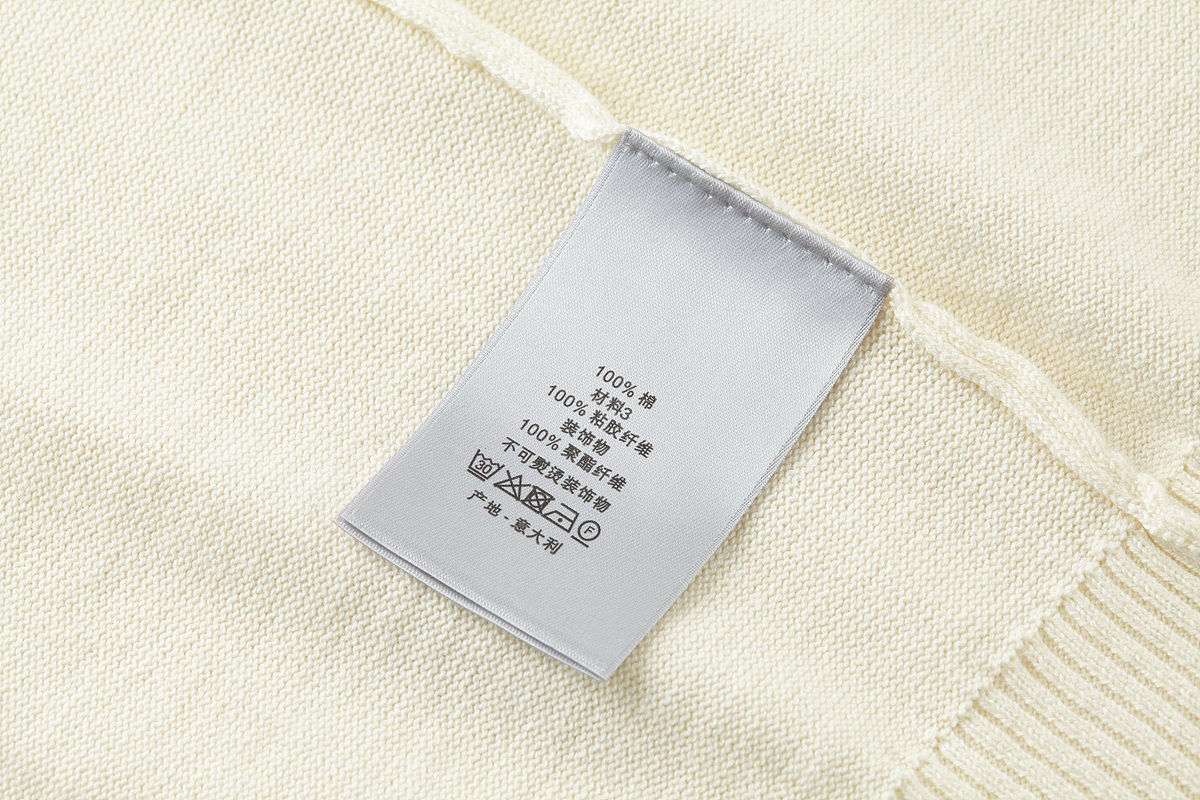 100% 棉
材料3
100% 粘胶纤维
装饰物
100% 聚酯纤维
不可熨烫装饰物
30 F
产地 - 意大利